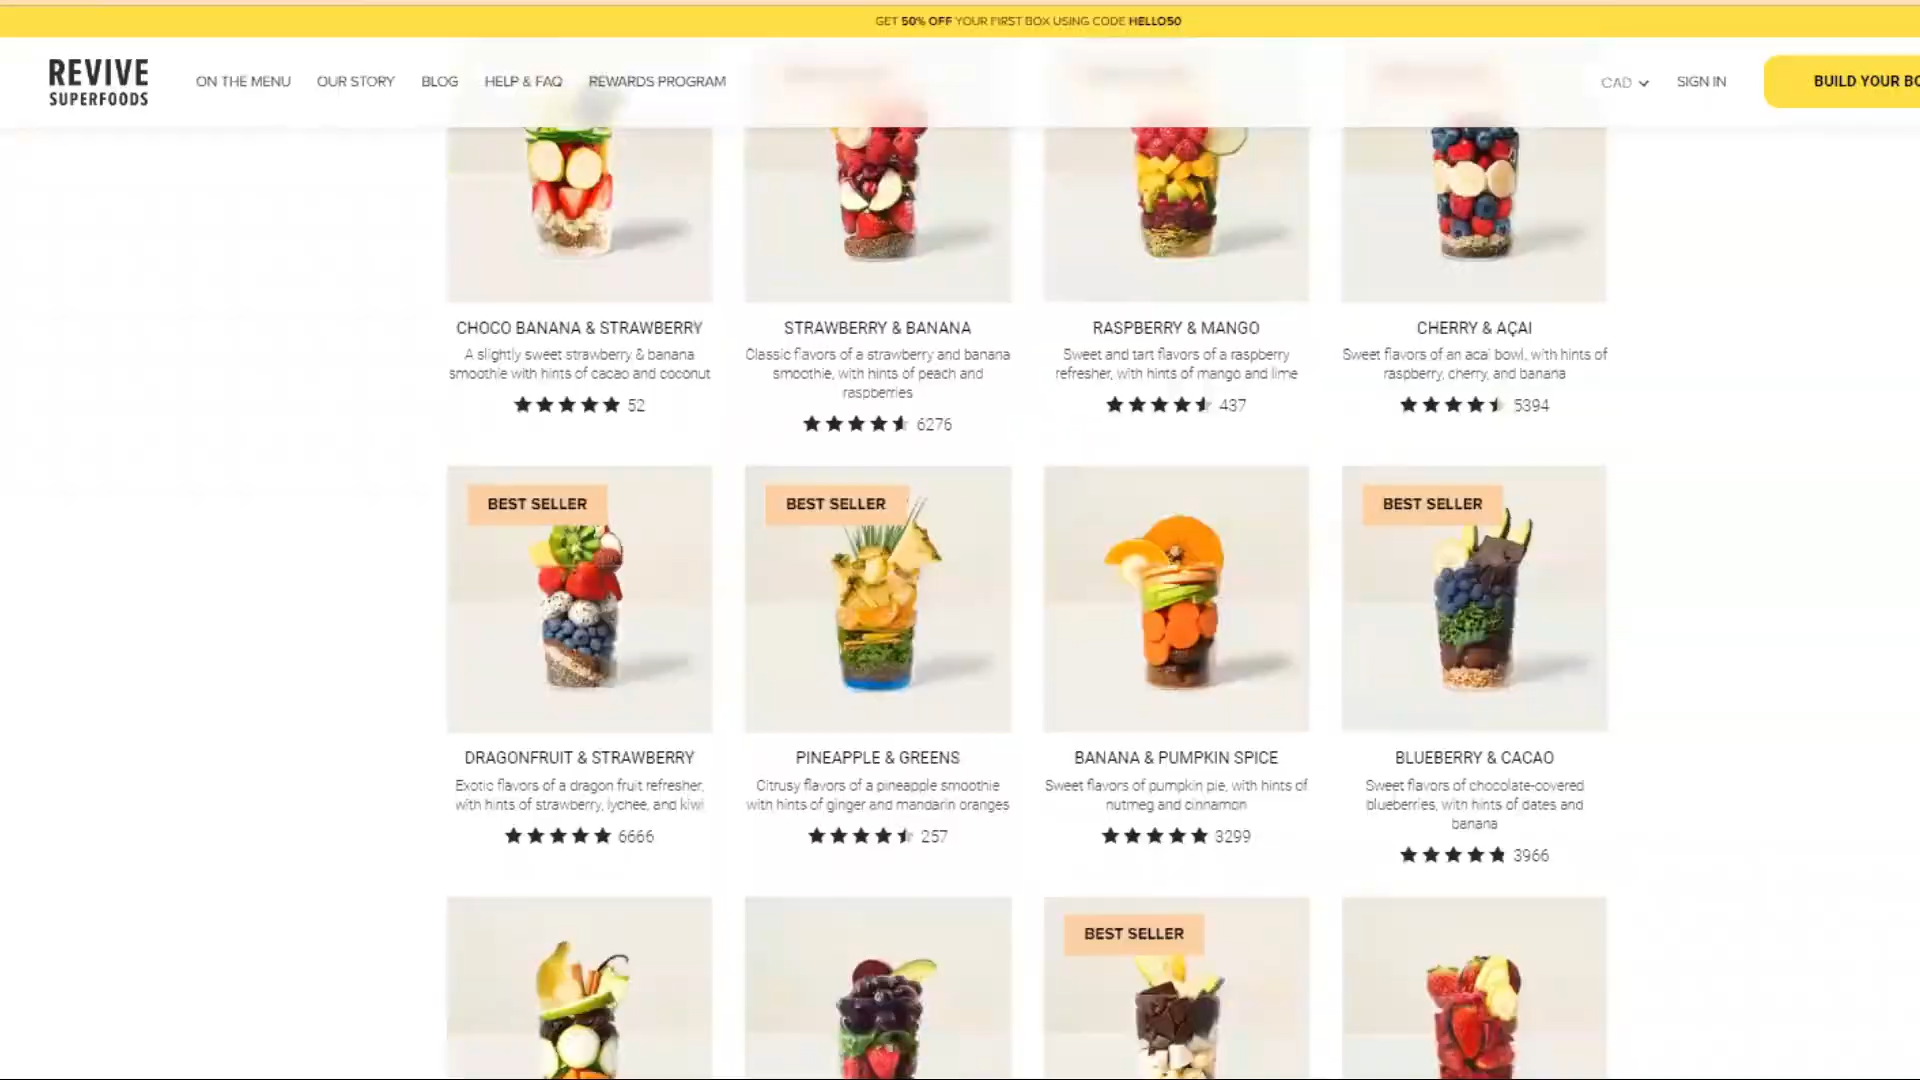 GET 50% OFF YOUR FIRST BOX USING CODE HELLO50
REVIVE
SUPERFOODS
ON THE MENU
OUR STORY
BLOG
HELP & FAQ
REWARDS PROGRAM
CAD
SIGN IN
BUILD YOUR BO
CHOCO BANANA & STRAWBERRY
A slightly sweet strawberry & banana
smoothie with hints of cacao and coconut
52
STRAWBERRY & BANANA
Classic flavors of a strawberry and banana
smoothie, with hints of peach and
raspberries
6276
RASPBERRY & MANGO
Sweet and tart flavors of a raspberry
refresher, with hints of mango and lime
437
CHERRY & AÇAI
Sweet flavors of an acai bowl, with hints of
raspberry, cherry, and banana
5394
BEST SELLER
DRAGONFRUIT & STRAWBERRY
Exotic flavors of a dragon fruit refresher,
with hints of strawberry, lychee, and kiwi
6666
BEST SELLER
PINEAPPLE & GREENS
Citrusy flavors of a pineapple smoothie
with hints of ginger and mandarin oranges
257
BANANA & PUMPKIN SPICE
Sweet flavors of pumpkin pie, with hints of
nutmeg and cinnamon
3299
BEST SELLER
BLUEBERRY & CACAO
Sweet flavors of chocolate-covered
blueberries, with hints of dates and
banana
3966
BEST SELLER